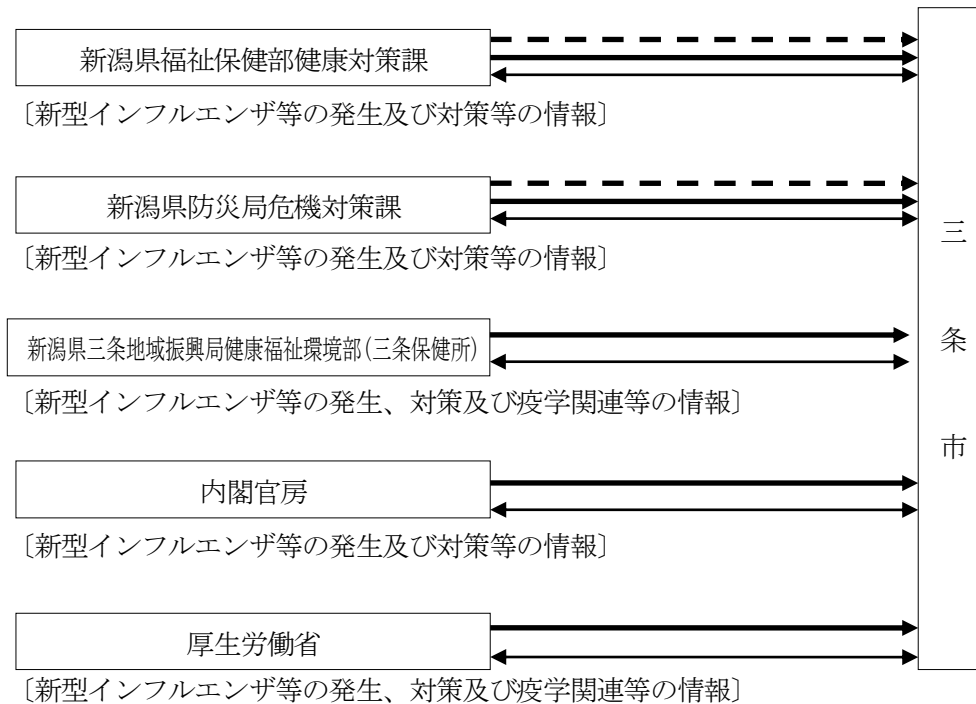 新潟県福祉保健部健康対策課
〔新型インフルエンザ等の発生及び対策等の情報〕
新潟県防災局危機対策課
〔新型インフルエンザ等の発生及び対策等の情報〕
新潟県三条地域振興局健康福祉環境部(三条保健所)
〔新型インフルエンザ等の発生、対策及び疫学関連等の情報〕
内閣官房
〔新型インフルエンザ等の発生及び対策等の情報〕
厚生労働省
〔新型インフルエンザ等の発生、対策及び疫学関連等の情報〕
三条市